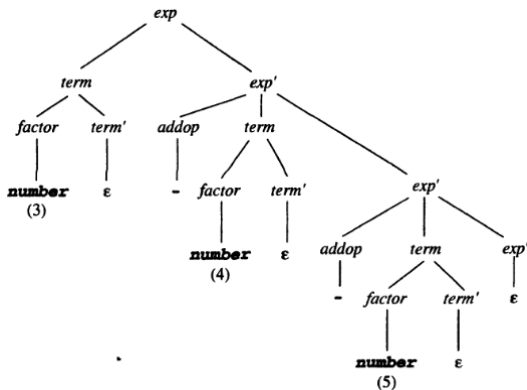 exp
term exp'
factor term' addop term
number ε - factor term' exp'
(3)
number ε addop term exp'
(4)
- factor term' ε
number ε
(5)